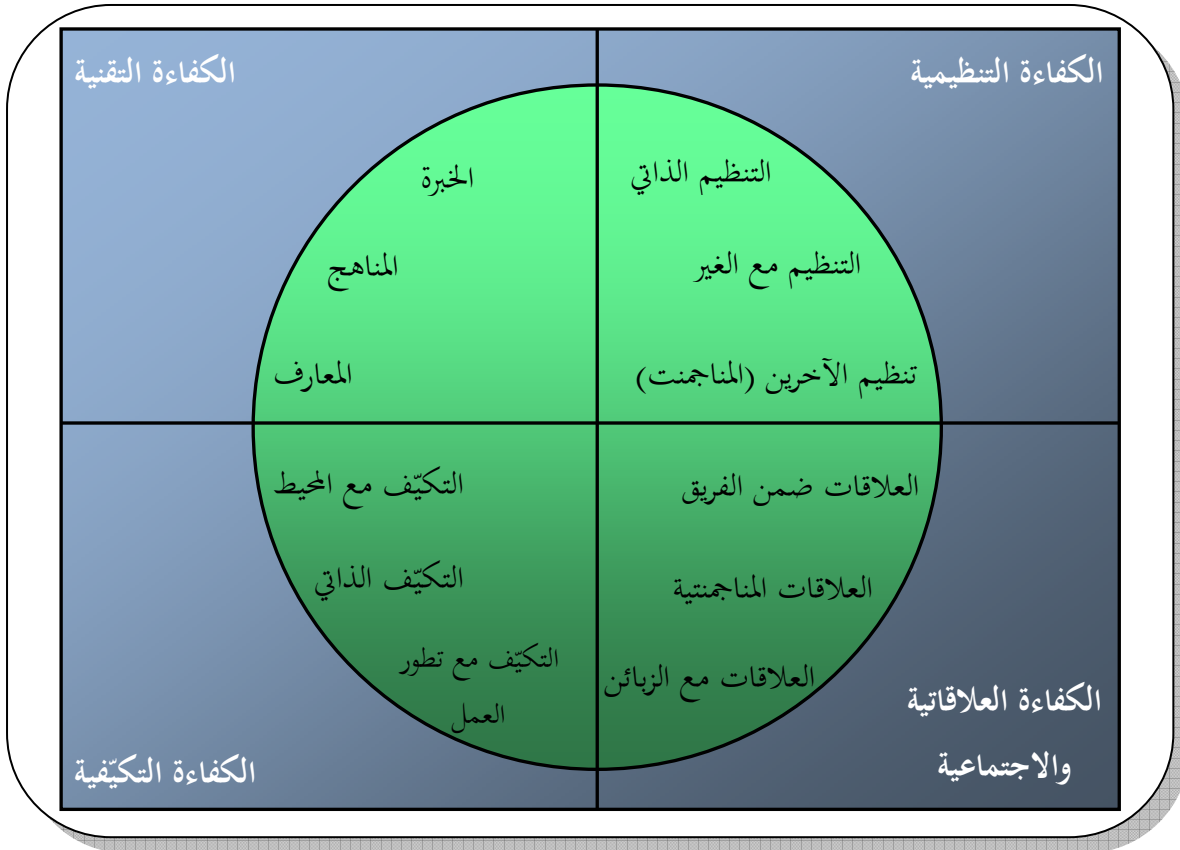 الكفاءة التنظيمية
التنظيم الذاتي
التنظيم مع الغير
تنظيم الآخرين (المناجمنت)
الكفاءة التقنية
الخبرة
المناهج
المعارف
العلاقات ضمن الفريق
العلاقات المناجمنتية
العلاقات مع الزبائن
الكفاءة العلاقاتية
والاجتماعية
التكيّف مع المحيط
التكيّف الذاتي
التكيّف مع تطور
العمل
الكفاءة التكيّفية